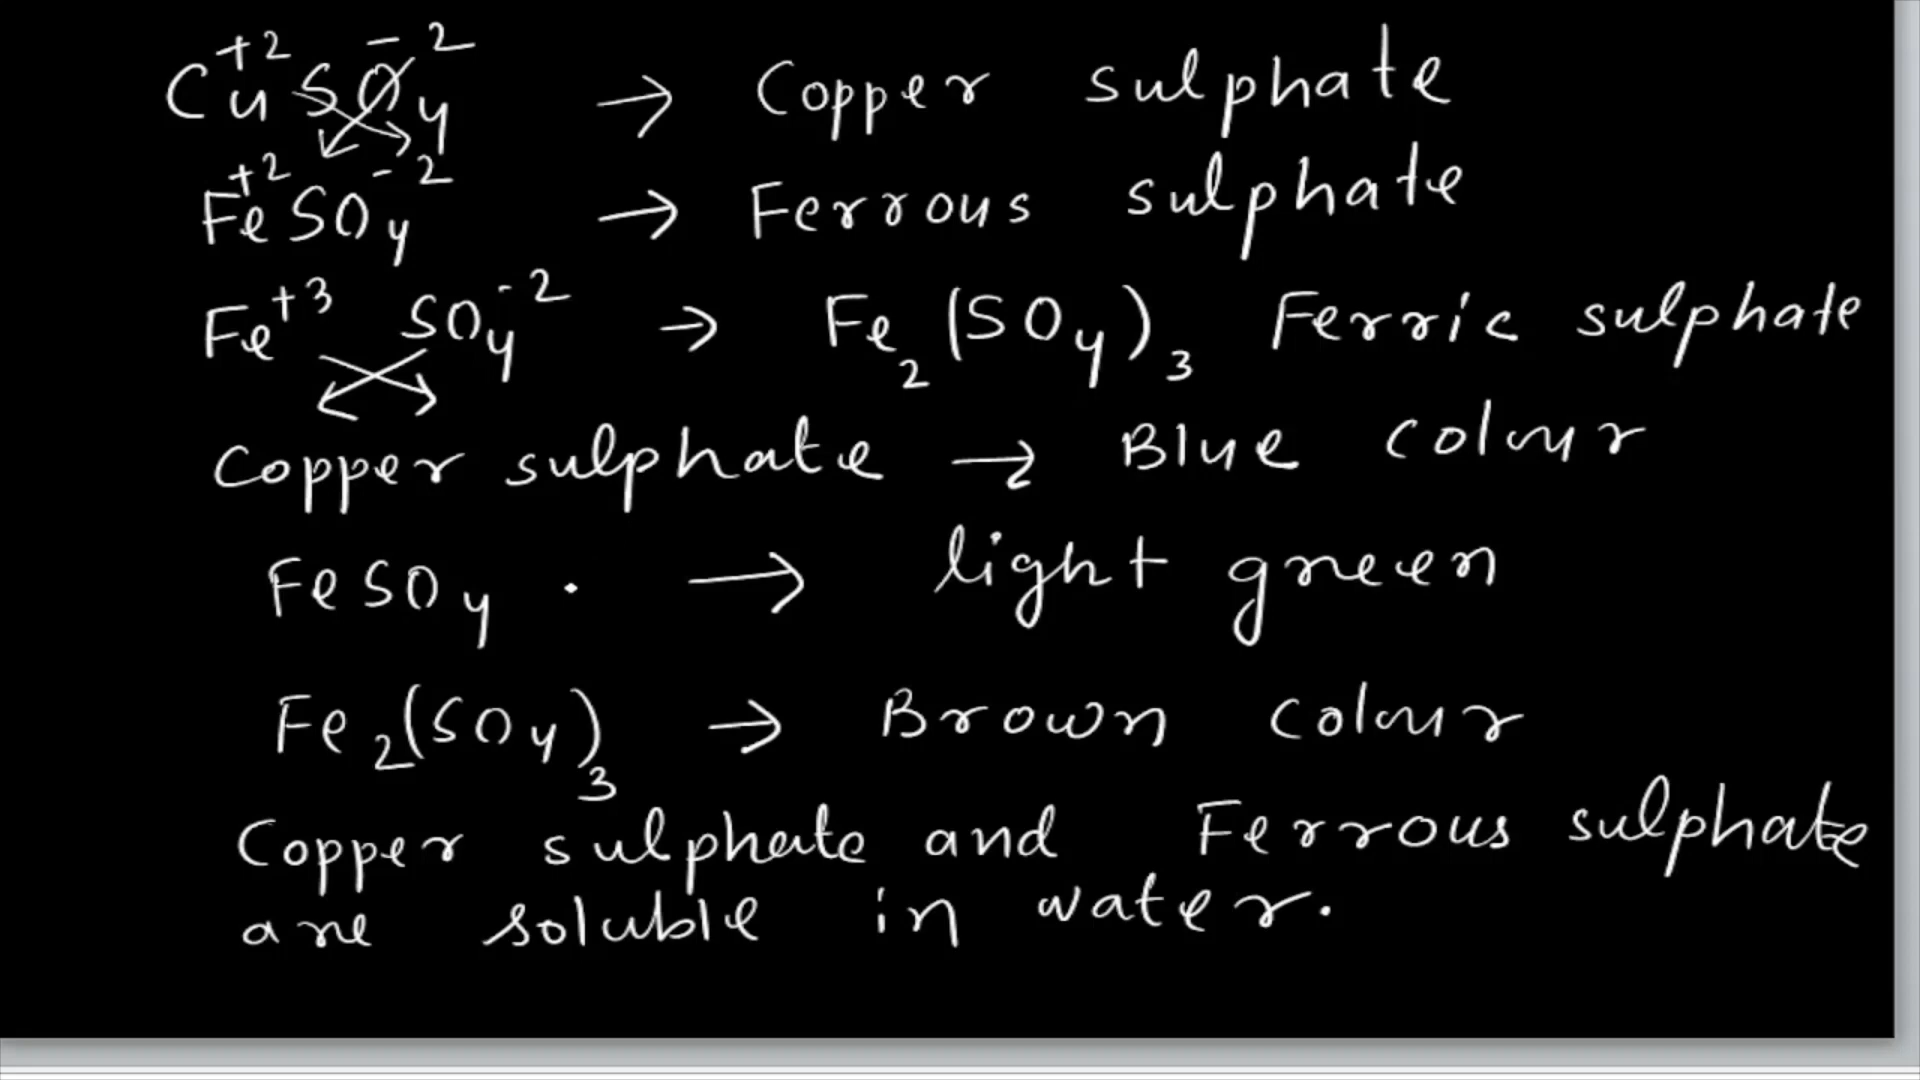 Cu⁺² SO₄⁻² → Copper sulphate
Fe⁺² SO₄⁻² → Ferrous sulphate
Fe⁺³ SO₄⁻² → Fe₂(SO₄)₃ Ferric sulphate
Copper sulphate → Blue colour
FeSO₄ . → light green
Fe₂(SO₄)₃ → Brown colour
Copper sulphate and Ferrous sulphate
are soluble in water.